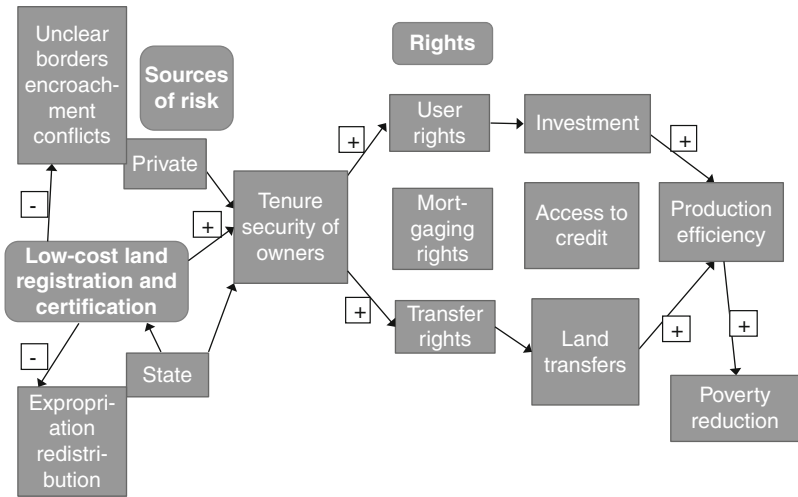 Unclear
borders
encroach-
ment
conflicts
Sources
of risk
Rights
Private
User
rights
Investment
+
+
-
+
Tenure
security of
owners
Mort-
gaging
rights
Access to
credit
Production
efficiency
Low-cost land
registration and
certification
+
Transfer
rights
Land
transfers
+
+
-
State
Expropri-
ation
redistri-
bution
Poverty
reduction